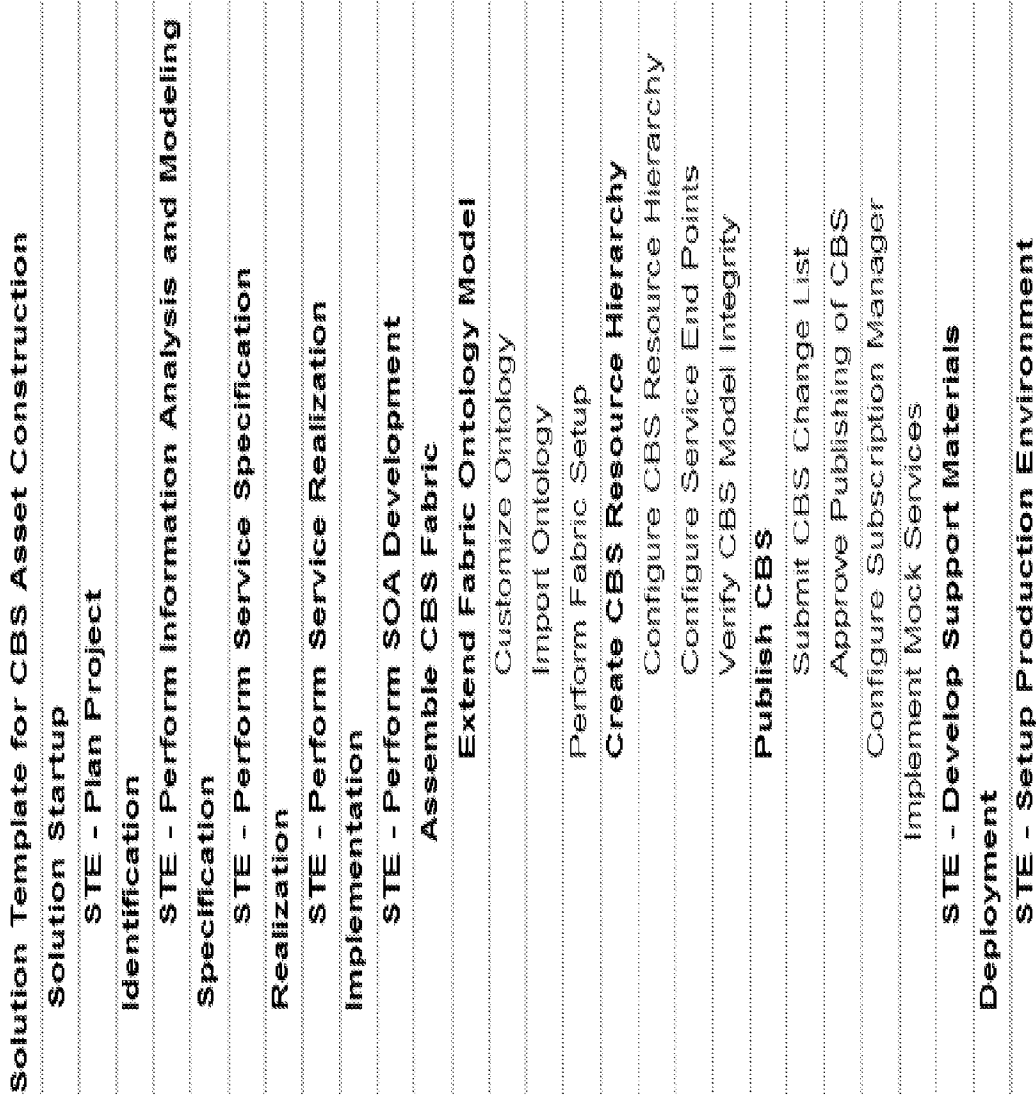 Solution Template for CBS Asset Construction
Solution Startup
STE - Plan Project
Identification
STE - Perform Information Analysis and Modeling
Specification
STE - Perform Service Specification
Realization
STE - Perform Service Realization
Implementation
STE - Perform SOA Development
Assemble CBS Fabric
Extend Fabric Ontology Model
Customize Ontology
Import Ontology
Perform Fabric Setup
Create CBS Resource Hierarchy
Configure CBS Resource Hierarchy
Configure Service End Points
Verify CBS Model Integrity
Publish CBS
Submit CBS Change List
Approve Publishing of CBS
Configure Subscription Manager
Implement Mock Services
STE - Develop Support Materials
Deployment
STE - Setup Production Environment